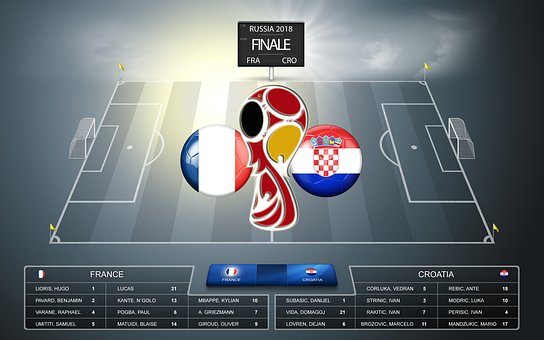 RUSSIA 2018
FINALE
FRA CRO
FRANCE
FRANCE
CROATIA
CROATIA
LIORIS, HUGO 1 LUCAS 21
PAVARD, BENJAMIN 2 KANTE, N´GOLO 13 MBAPPE, KYLIAN 10
VARANE, RAPHAEL 4 POGBA, PAUL 6 A. GRIEZMANN 7
UMTITI, SAMUEL 5 MATUIDI, BLAISE 14 GIROUD, OLIVER 9
CORLUKA, VEDRAN 5 REBIC, ANTE 18
SUBASIC, DANIJEL 1 STRINIC, IVAN 3 MODRIC, LUKA 10
VIDA, DOMAGOJ 21 RAKITIC, IVAN 7 PERISIC, IVAN 4
LOVREN, DEJAN 6 BROZOVIC, MARCELO 11 MANDZUKIC, MARIO 17